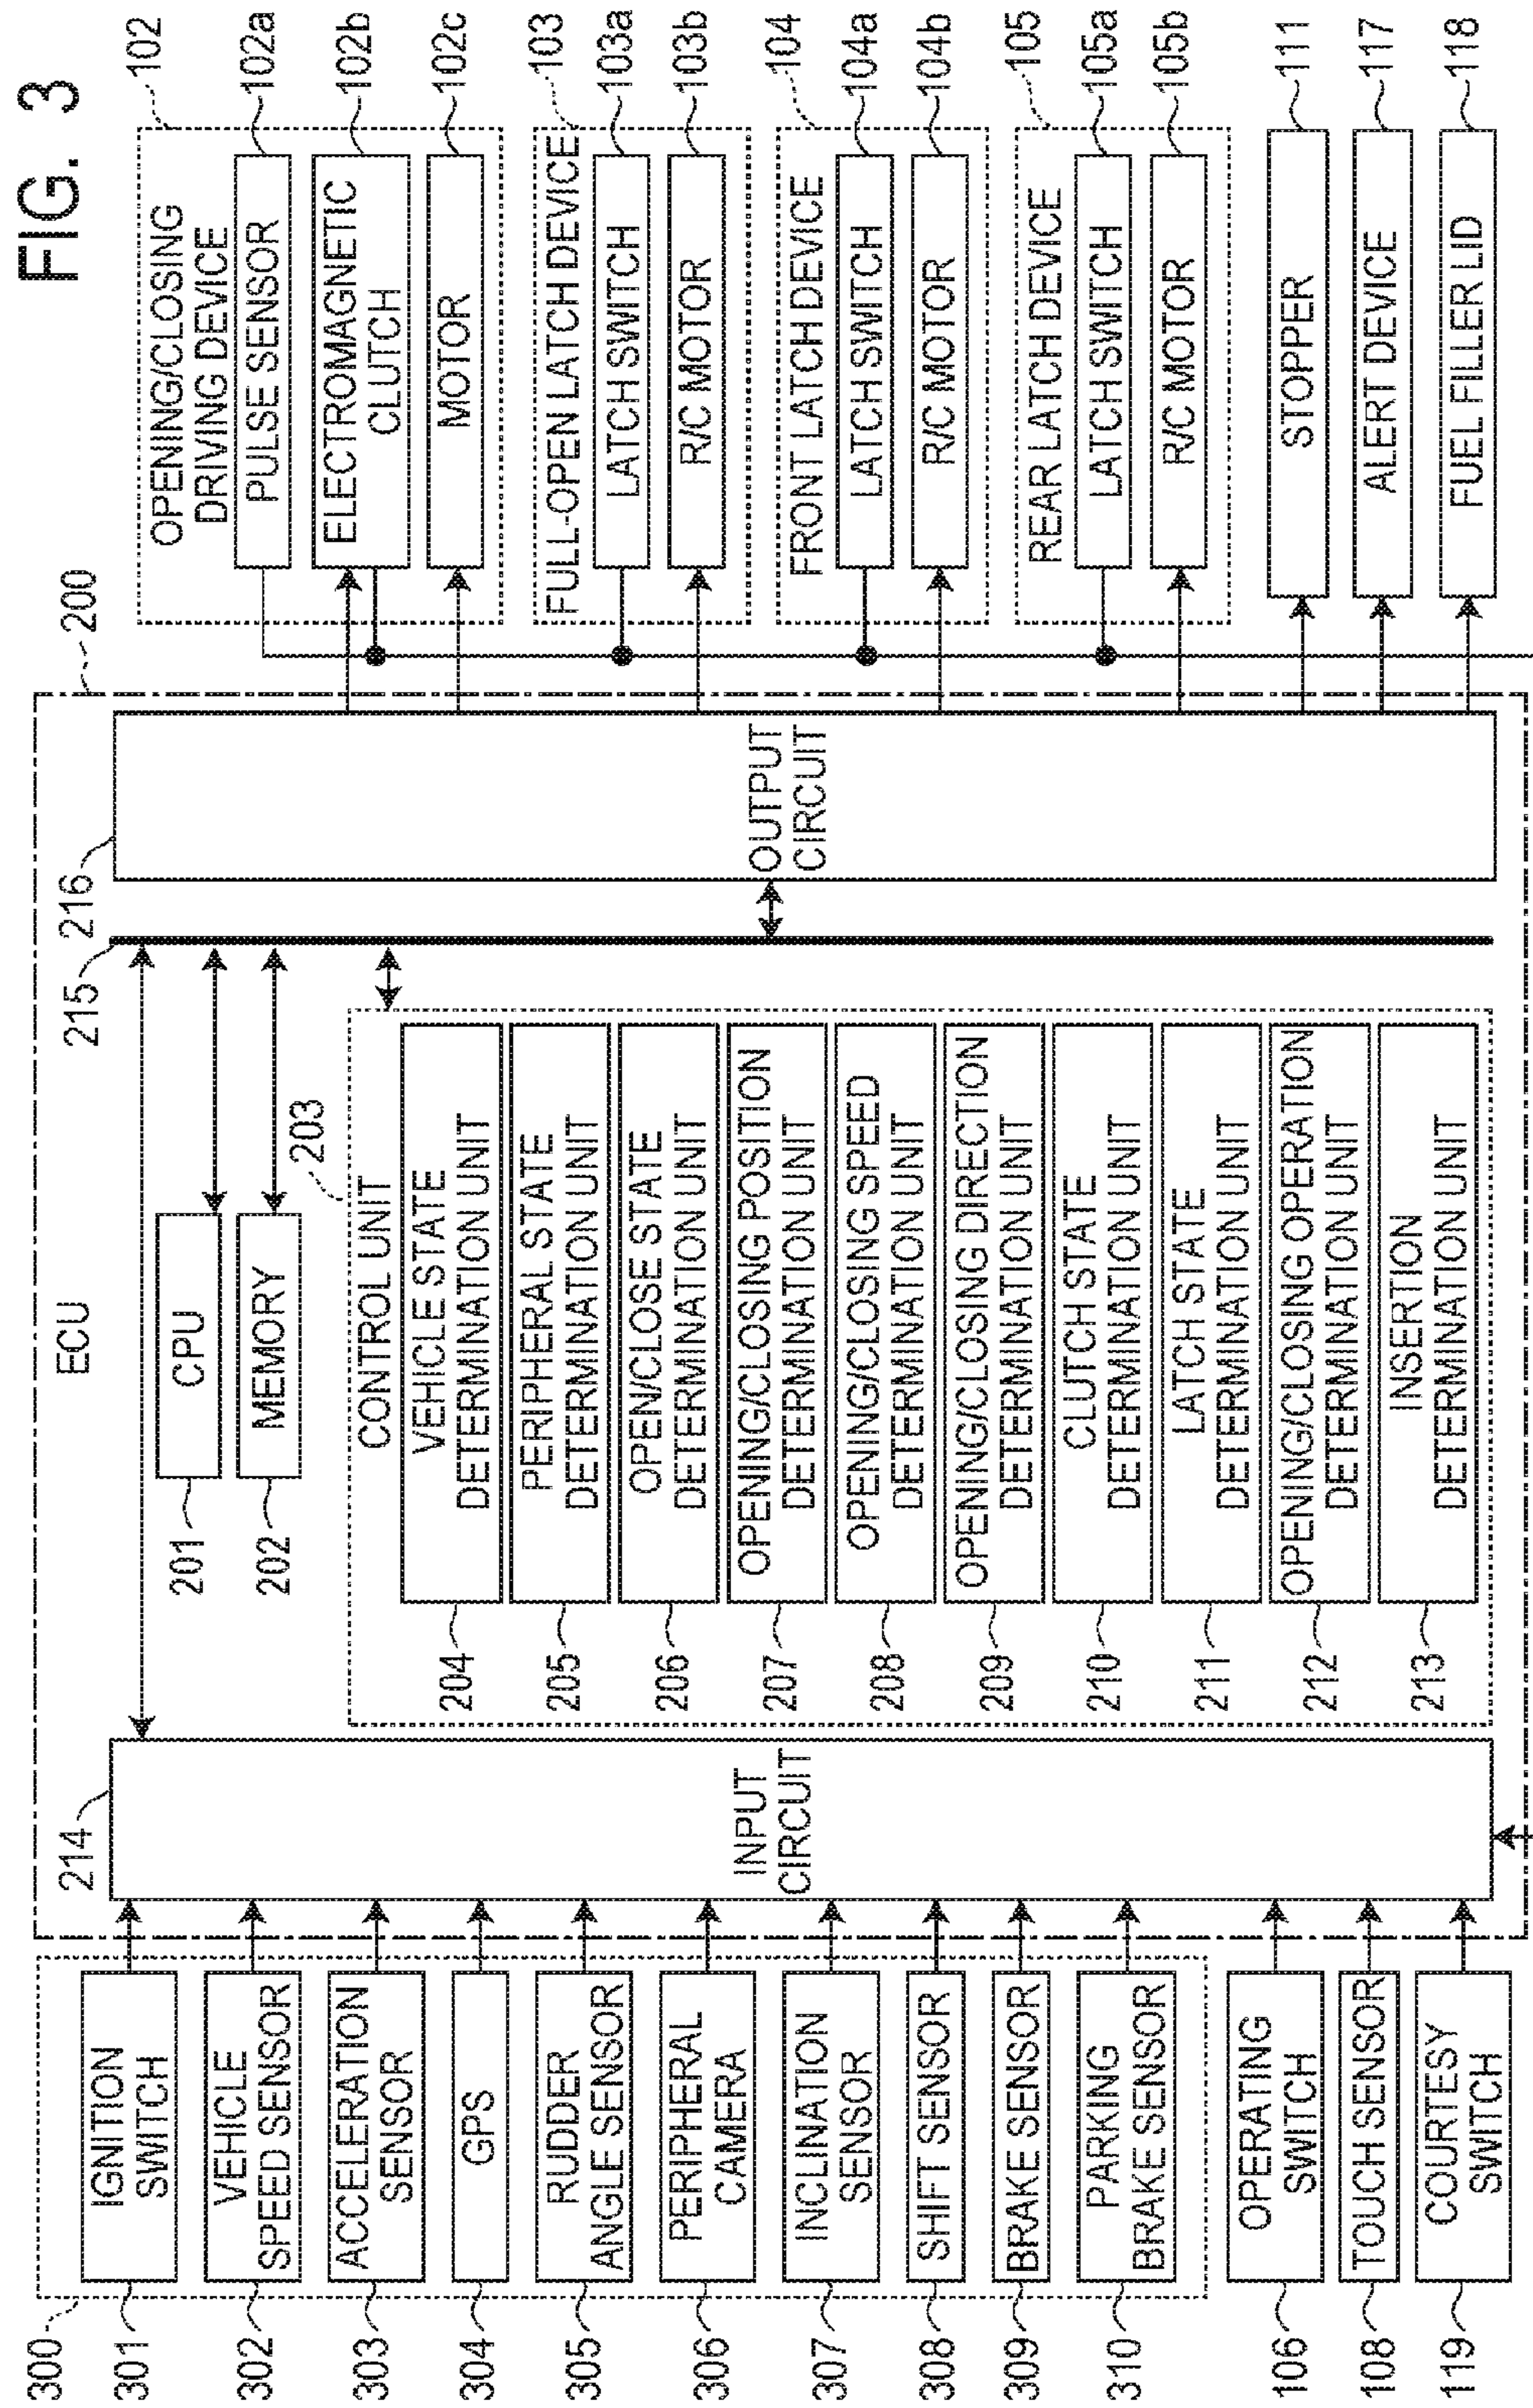 FIG. 3
300
301
IGNITION
SWITCH
302
VEHICLE
SPEED SENSOR
303
ACCELERATION
SENSOR
304
GPS
305
RUDDER
ANGLE SENSOR
306
PERIPHERAL
CAMERA
307
INCLINATION
SENSOR
308
SHIFT SENSOR
309
BRAKE SENSOR
310
PARKING
BRAKE SENSOR
106
OPERATING
SWITCH
108
TOUCH SENSOR
119
COURTESY
SWITCH
200
ECU
214
INPUT
CIRCUIT
201
CPU
202
MEMORY
203
CONTROL UNIT
204
VEHICLE STATE
DETERMINATION UNIT
205
PERIPHERAL STATE
DETERMINATION UNIT
206
OPEN/CLOSE STATE
DETERMINATION UNIT
207
OPENING/CLOSING POSITION
DETERMINATION UNIT
208
OPENING/CLOSING SPEED
DETERMINATION UNIT
209
OPENING/CLOSING DIRECTION
DETERMINATION UNIT
210
CLUTCH STATE
DETERMINATION UNIT
211
LATCH STATE
DETERMINATION UNIT
212
OPENING/CLOSING OPERATION
DETERMINATION UNIT
213
INSERTION
DETERMINATION UNIT
215
216
OUTPUT
CIRCUIT
102
OPENING/CLOSING
DRIVING DEVICE
PULSE SENSOR
102a
ELECTROMAGNETIC
CLUTCH
102b
MOTOR
102c
FULL-OPEN LATCH DEVICE
103
LATCH SWITCH
103a
R/C MOTOR
103b
FRONT LATCH DEVICE
104
LATCH SWITCH
104a
R/C MOTOR
104b
REAR LATCH DEVICE
105
LATCH SWITCH
105a
R/C MOTOR
105b
STOPPER
111
ALERT DEVICE
117
FUEL FILLER LID
118